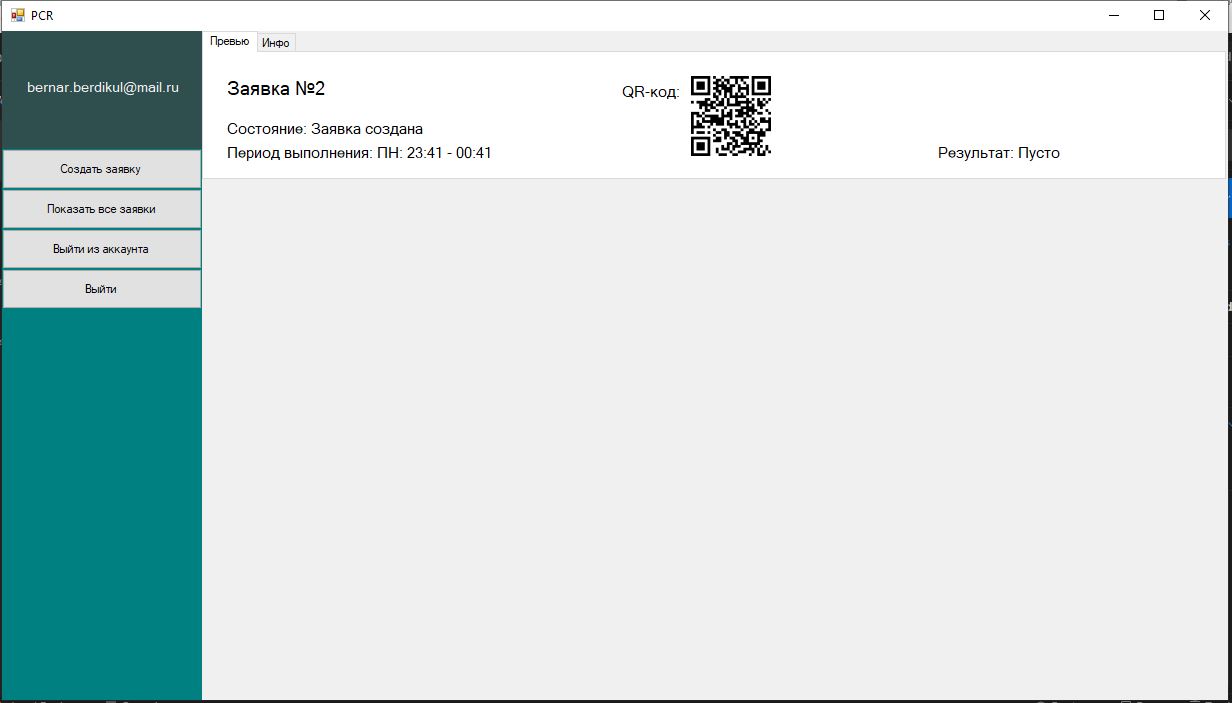 PCR
bernar.berdikul@mail.ru
Создать заявку
Показать все заявки
Выйти из аккаунта
Выйти
Превью
Инфо
Заявка №2
QR-код:
Состояние: Заявка создана
Период выполнения: ПН: 23:41 - 00:41
Результат: Пусто